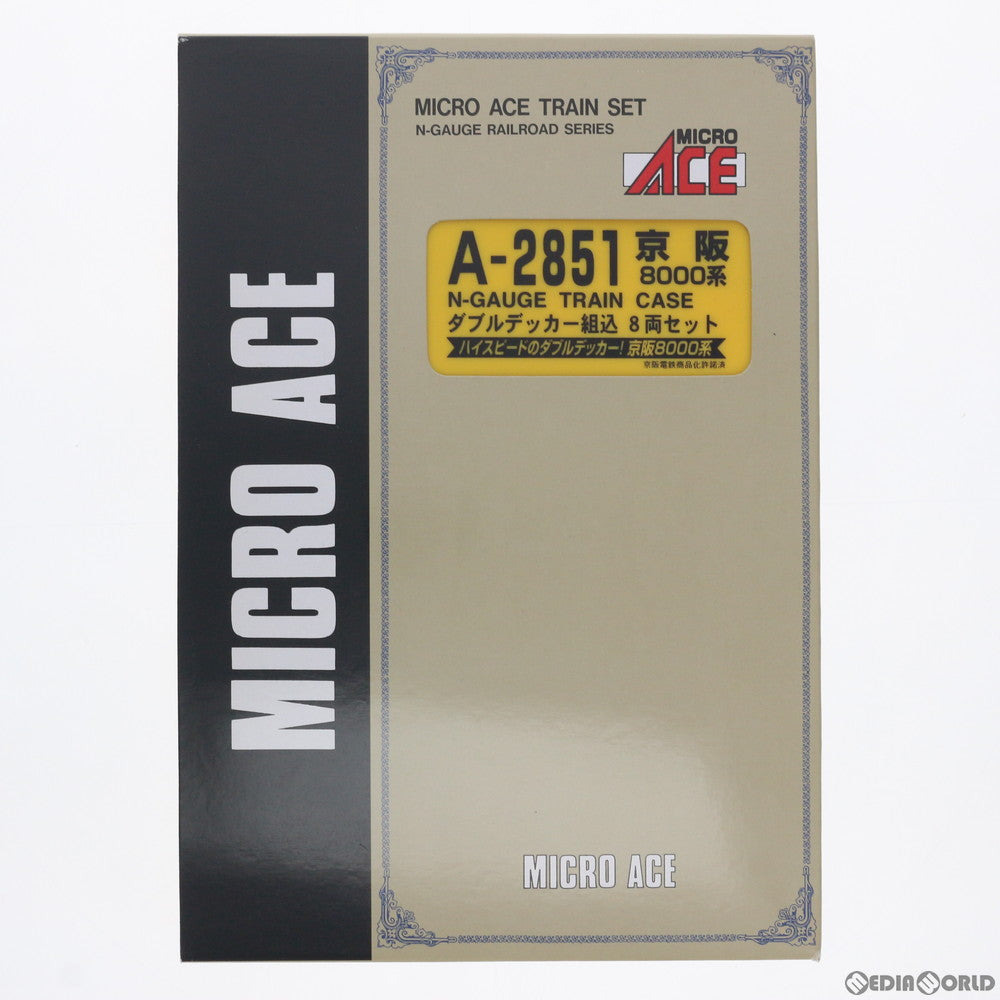 MICRO ACE
MICRO ACE TRAIN SET
N-GAUGE RAILROAD SERIES
MICRO
ACE
A-2851 京阪
8000系
N-GAUGE TRAIN CASE
ダブルデッカー組込 8両セット
ハイスピードのダブルデッカー!京阪8000系
京阪電鉄商品化許諾済
MICRO ACE
MEDIAWORLD